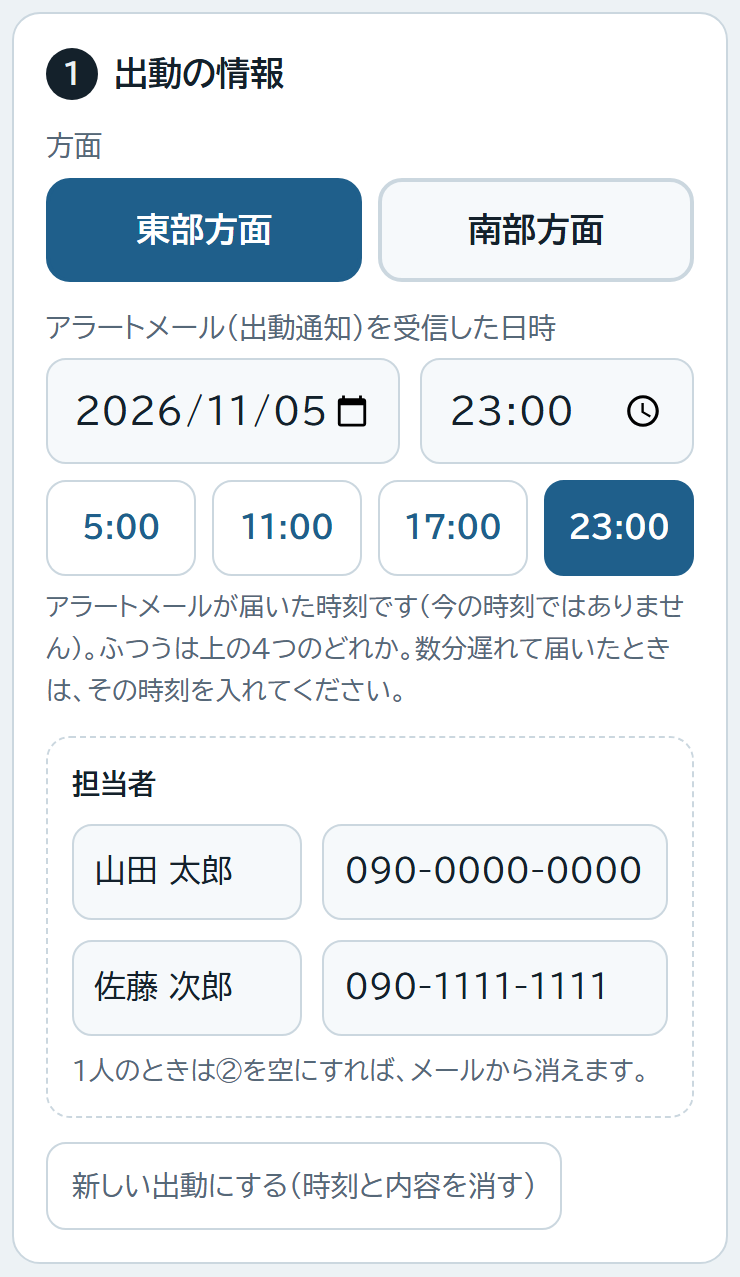 1 出動の情報
方面
東部方面 南部方面
アラートメール(出動通知)を受信した日時
2026/11/05 23:00
5:00 11:00 17:00 23:00
アラートメールが届いた時刻です(今の時刻ではありませ
ん)。ふつうは上の4つのどれか。数分遅れて届いたとき
は、その時刻を入れてください。
担当者
山田 太郎 090-0000-0000
佐藤 次郎 090-1111-1111
1人のときは②を空にすれば、メールから消えます。
新しい出動にする(時刻と内容を消す)